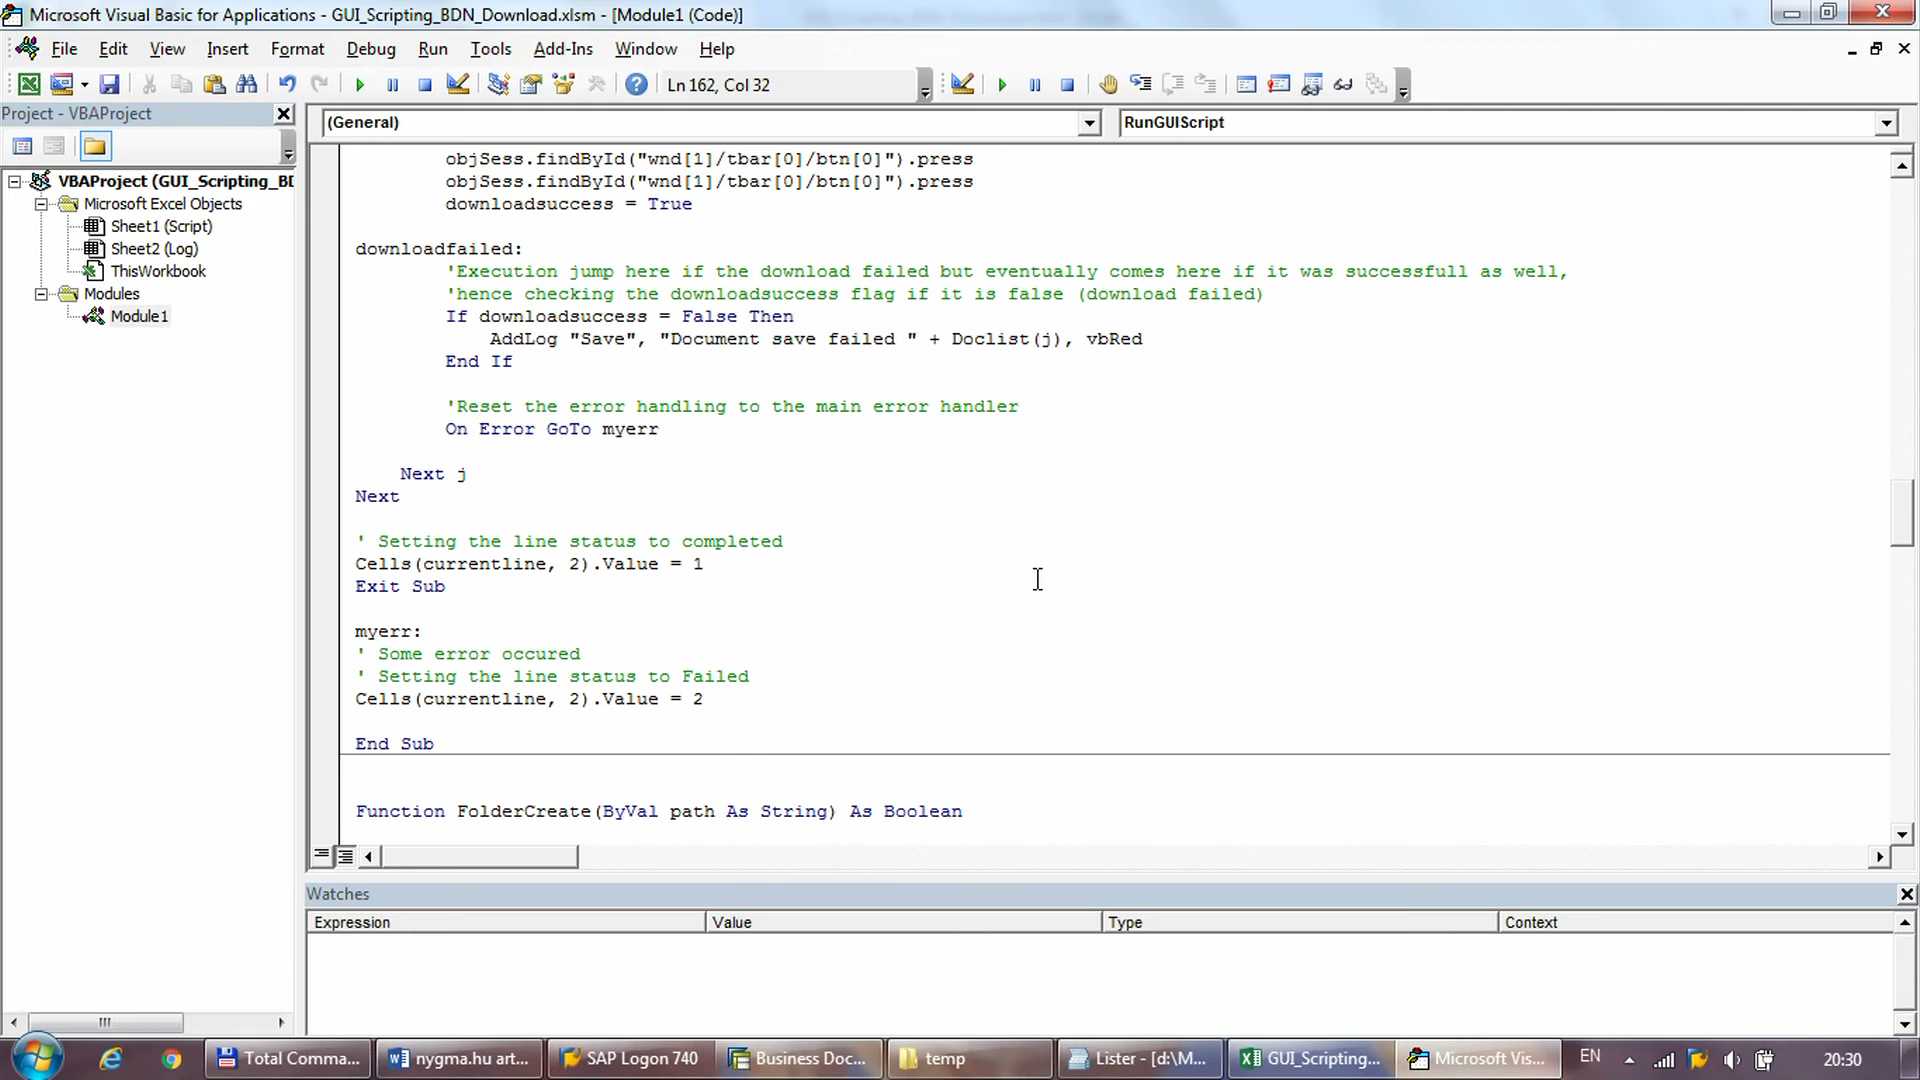 Microsoft Visual Basic for Applications - GUI_Scripting_BDN_Download.xlsm - [Module1 (Code)]
File Edit View Insert Format Debug Run Tools Add-Ins Window Help
Ln 162, Col 32
Project - VBAProject
(General)
RunGUIScript
VBAProject (GUI_Scripting_BD
Microsoft Excel Objects
Sheet1 (Script)
Sheet2 (Log)
ThisWorkbook
Modules
Module1
objSess.findById("wnd[1]/tbar[0]/btn[0]").press
objSess.findById("wnd[1]/tbar[0]/btn[0]").press
downloadsuccess = True
downloadfailed:
'Execution jump here if the download failed but eventually comes here if it was successfull as well,
'hence checking the downloadsuccess flag if it is false (download failed)
If downloadsuccess = False Then
AddLog "Save", "Document save failed " + Doclist(j), vbRed
End If
'Reset the error handling to the main error handler
On Error GoTo myerr
Next j
Next
' Setting the line status to completed
Cells(currentline, 2).Value = 1
Exit Sub
myerr:
' Some error occured
' Setting the line status to Failed
Cells(currentline, 2).Value = 2
End Sub
Function FolderCreate(ByVal path As String) As Boolean
Watches
Expression Value Type Context
Total Comma... nygma.hu art... SAP Logon 740 Business Doc... temp Lister - [d:\M... GUI_Scripting... Microsoft Vis... EN 20:30